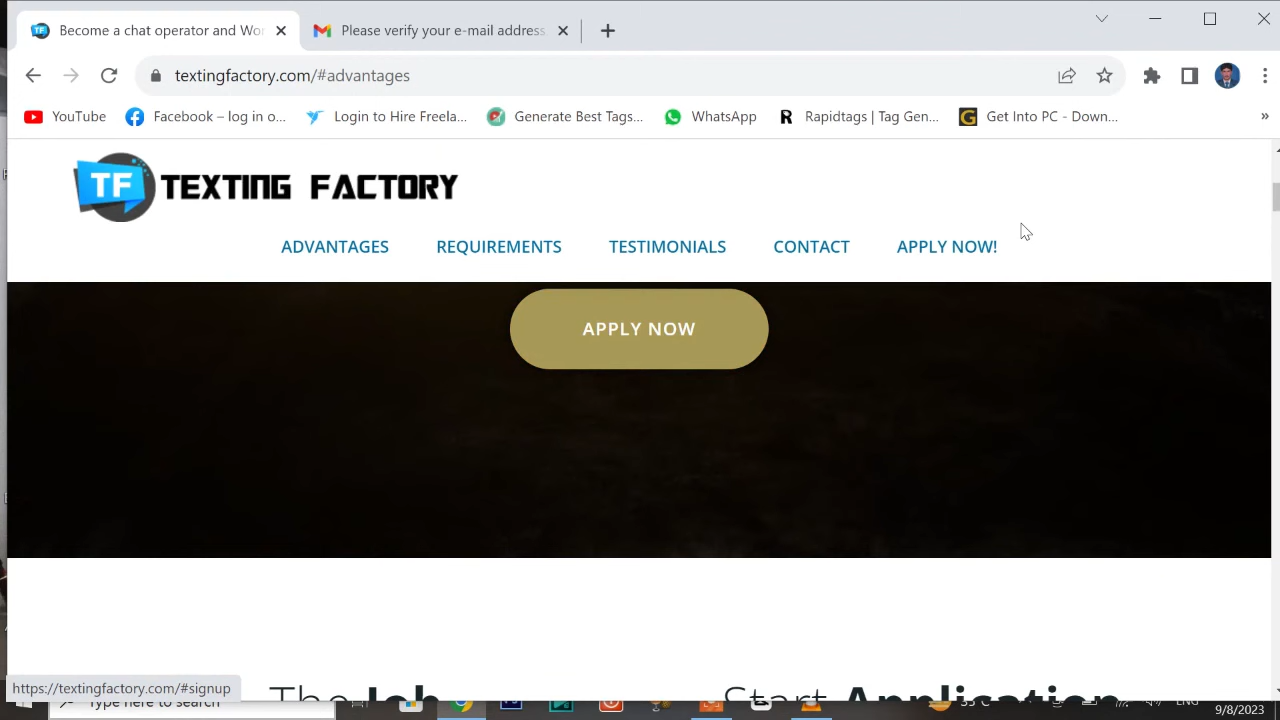 Become a chat operator and Wor
Please verify your e-mail address,
textingfactory.com/#advantages
YouTube
Facebook – log in o...
Login to Hire Freela...
Generate Best Tags...
WhatsApp
Rapidtags | Tag Gen...
Get Into PC - Down...
»
TF TEXTING FACTORY
ADVANTAGES
REQUIREMENTS
TESTIMONIALS
CONTACT
APPLY NOW!
APPLY NOW
The Job
Start Application
https://textingfactory.com/#signup
Type here to search
33°C
ENG
9/8/2023